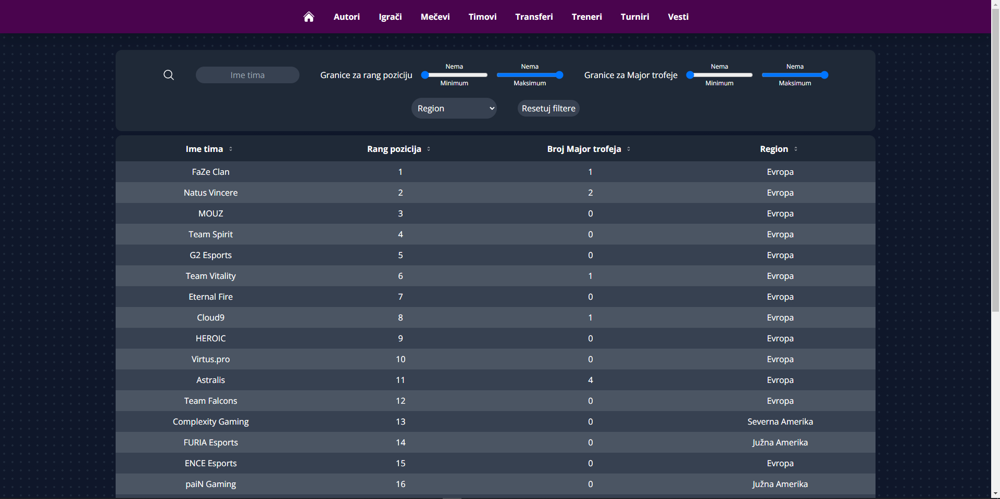 Autori Igrači Mečevi Timovi Transferi Treneri Turniri Vesti
Ime tima
Granice za rang poziciju
Nema
Minimum
Nema
Maksimum
Granice za Major trofeje
Nema
Minimum
Nema
Maksimum
Region
Resetuj filtere
Ime tima Rang pozicija Broj Major trofeja Region
FaZe Clan 1 1 Evropa
Natus Vincere 2 2 Evropa
MOUZ 3 0 Evropa
Team Spirit 4 0 Evropa
G2 Esports 5 0 Evropa
Team Vitality 6 1 Evropa
Eternal Fire 7 0 Evropa
Cloud9 8 1 Evropa
HEROIC 9 0 Evropa
Virtus.pro 10 0 Evropa
Astralis 11 4 Evropa
Team Falcons 12 0 Evropa
Complexity Gaming 13 0 Severna Amerika
FURIA Esports 14 0 Južna Amerika
ENCE Esports 15 0 Evropa
paiN Gaming 16 0 Južna Amerika